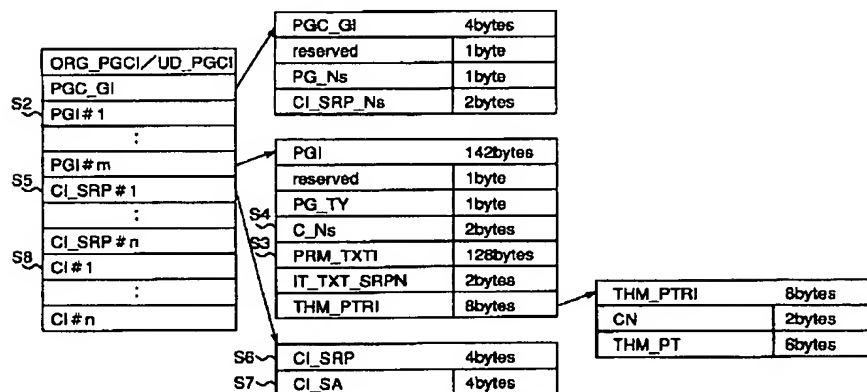 ORG_PGCI/UD_PGCI
PGC_GI
S2
PGI#1
:
PGI#m
S5
CI_SRP#1
:
CI_SRP#n
S8
CI#1
:
CI#n
PGC_GI 4bytes
reserved 1byte
PG_Ns 1byte
CI_SRP_Ns 2bytes
PGI 142bytes
reserved 1byte
PG_TY 1byte
S4
C_Ns 2bytes
S3
PRM_TXTI 128bytes
IT_TXT_SRPN 2bytes
THM_PTRI 8bytes
THM_PTRI 8bytes
CN 2bytes
THM_PT 6bytes
S6 CI_SRP 4bytes
S7 CI_SA 4bytes